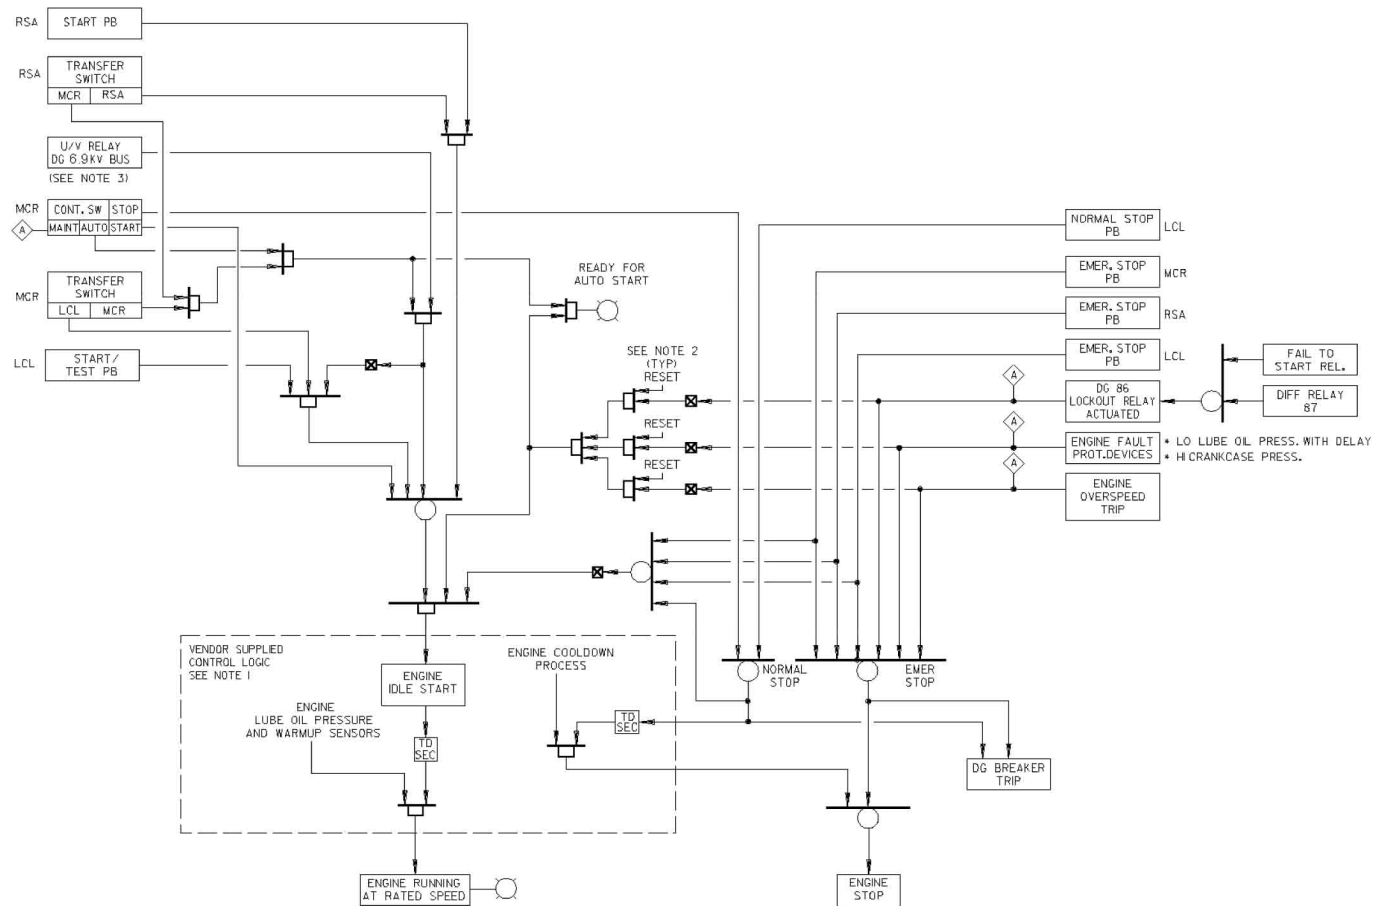 RSA
START PB
RSA
TRANSFER
SWITCH
MCR RSA
U/V RELAY
DG 6.9KV BUS
(SEE NOTE 3)
MCR
CONT. SW STOP
A
MAINT AUTO START
MCR
TRANSFER
SWITCH
LCL MCR
LCL
START/
TEST PB
READY FOR
AUTO START
SEE NOTE 2
(TYP)
RESET
RESET
RESET
NORMAL STOP
PB
LCL
EMER. STOP
PB
MCR
EMER. STOP
PB
RSA
EMER. STOP
PB
LCL
FAIL TO
START REL.
DIFF RELAY
87
A
DG 86
LOCKOUT RELAY
ACTUATED
A
ENGINE FAULT
PROT. DEVICES
* LO LUBE OIL PRESS. WITH DELAY
* HI CRANKCASE PRESS.
A
ENGINE
OVERSPEED
TRIP
VENDOR SUPPLIED
CONTROL LOGIC
SEE NOTE 1
ENGINE COOLDOWN
PROCESS
NORMAL
STOP
EMER
STOP
ENGINE
IDLE START
ENGINE
LUBE OIL PRESSURE
AND WARMUP SENSORS
TD
SEC
TD
SEC
DG BREAKER
TRIP
ENGINE RUNNING
AT RATED SPEED
ENGINE
STOP